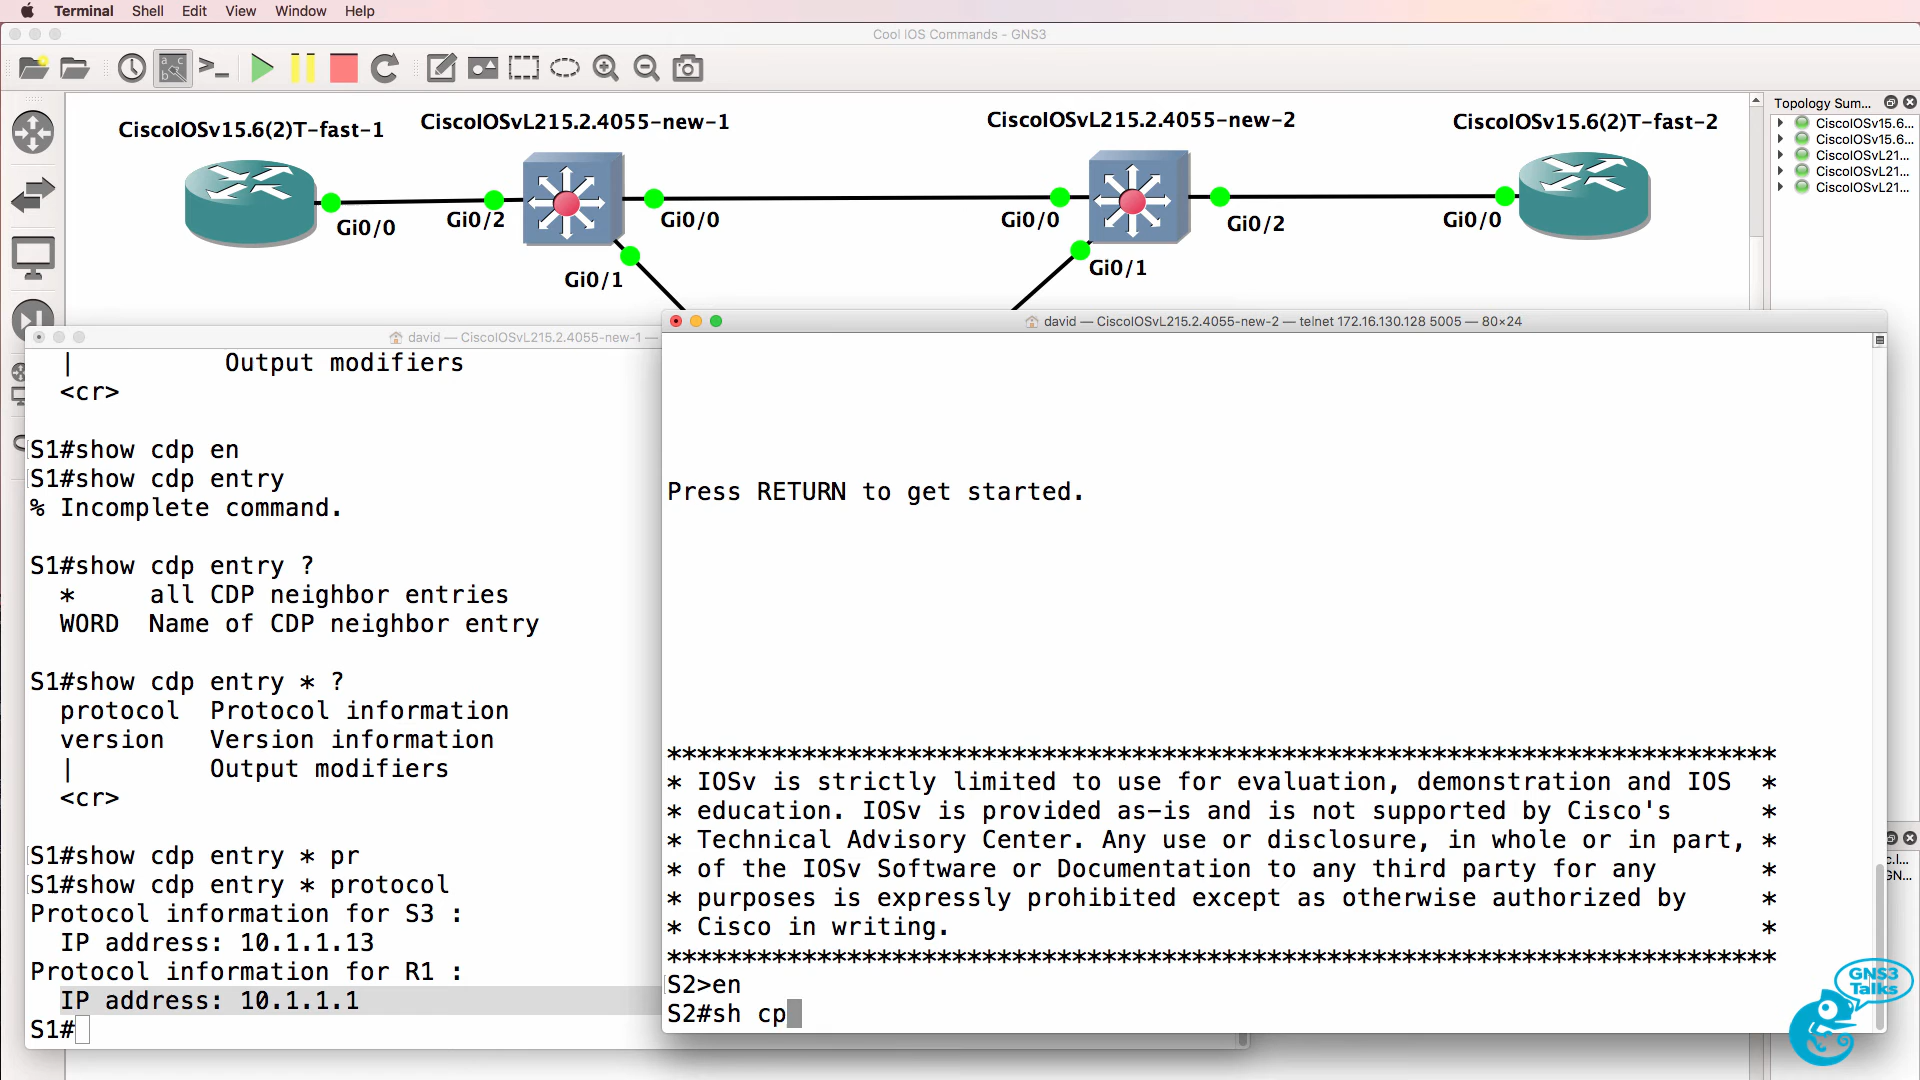 Terminal Shell Edit View Window Help
Cool IOS Commands - GNS3
CiscoIOSv15.6(2)T-fast-1
CiscoIOSvL215.2.4055-new-1
CiscoIOSvL215.2.4055-new-2
CiscoIOSv15.6(2)T-fast-2
Gi0/0
Gi0/2
Gi0/0
Gi0/1
Gi0/0
Gi0/2
Gi0/1
Gi0/0
Topology Sum...
CiscoIOSv15.6...
CiscoIOSv15.6...
CiscoIOSvL21...
CiscoIOSvL21...
CiscoIOSvL21...
david — CiscoIOSvL215.2.4055-new-1 —
| Output modifiers
<cr>
S1#show cdp en
S1#show cdp entry
% Incomplete command.
S1#show cdp entry ?
* all CDP neighbor entries
WORD Name of CDP neighbor entry
S1#show cdp entry * ?
protocol Protocol information
version Version information
| Output modifiers
<cr>
S1#show cdp entry * pr
S1#show cdp entry * protocol
Protocol information for S3 :
IP address: 10.1.1.13
Protocol information for R1 :
IP address: 10.1.1.1
S1#
david — CiscoIOSvL215.2.4055-new-2 — telnet 172.16.130.128 5005 — 80×24
Press RETURN to get started.
**************************************************************************
* IOSv is strictly limited to use for evaluation, demonstration and IOS *
* education. IOSv is provided as-is and is not supported by Cisco's *
* Technical Advisory Center. Any use or disclosure, in whole or in part, *
* of the IOSv Software or Documentation to any third party for any *
* purposes is expressly prohibited except as otherwise authorized by *
* Cisco in writing. *
**************************************************************************
S2>en
S2#sh cp
c.l...
GN...
GNS3
Talks